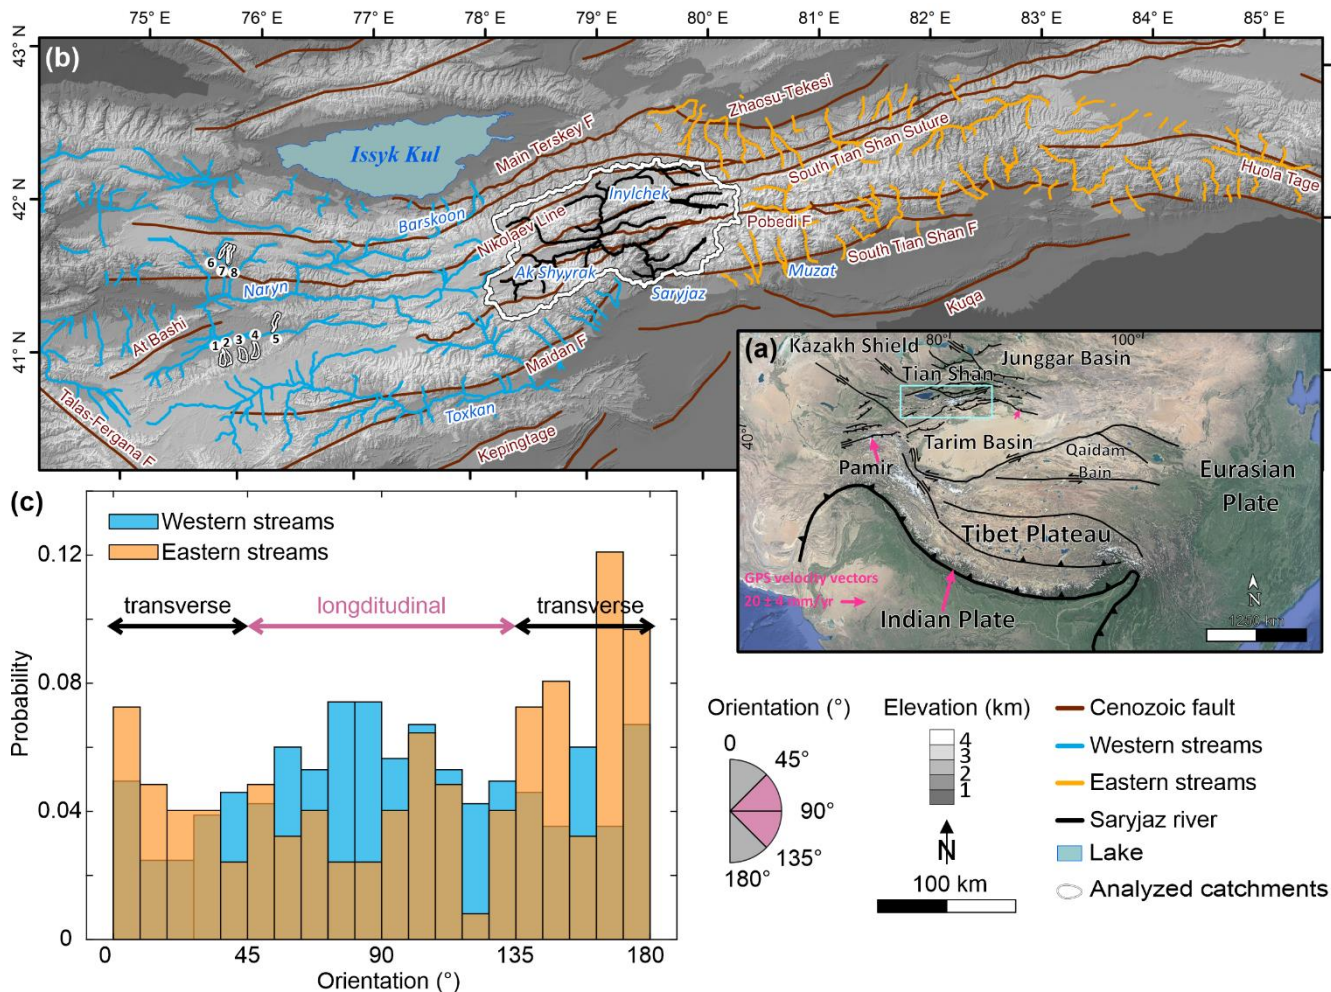 75° E 76° E 77° E 78° E 79° E 80° E 81° E 82° E 83° E 84° E 85° E
43° N
42° N
41° N
(b)
Issyk Kul
Main Terskey F
Zhaosu-Tekesi
South Tian Shan Suture
Huola Tage
Barskoon
Nikolaev Line
Inylchek
Pobedi F
South Tian Shan F
Muzat
Ak Shyyrak
Saryjaz
Kuqa
6
7 8
Naryn
At Bashi
1 2 3 4 5
Maidan F
Toxkan
Talas-Fergana F
Kepingtage
75° E 76° E 77° E 78° E 79° E 80° E
(a)
80° 100°
40°
Kazakh Shield
Junggar Basin
Tian Shan
Tarim Basin
Qaidam
Bain
Pamir
Eurasian
Plate
Tibet Plateau
GPS velocity vectors
20 ± 4 mm/yr
Indian Plate
N
(c)
Western streams
Eastern streams
transverse longditudinal transverse
Probability
0.12
0.08
0.04
0
0 45 90 135 180
Orientation (°)
Orientation (°)
0
45°
90°
135°
180°
Elevation (km)
4
3
2
1
N
100 km
Cenozoic fault
Western streams
Eastern streams
Saryjaz river
Lake
Analyzed catchments